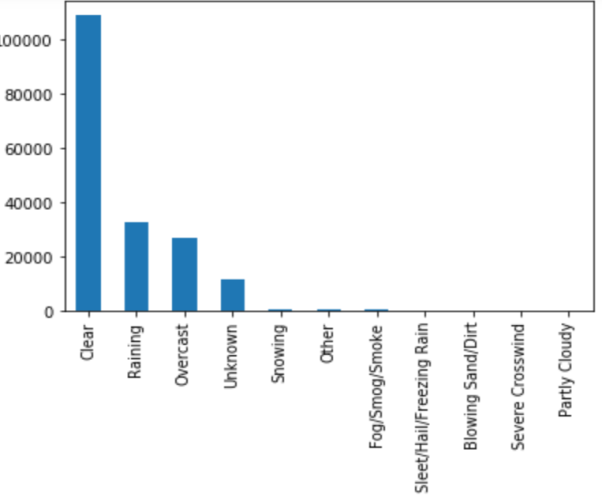 100000
80000
60000
40000
20000
0
Clear
Raining
Overcast
Unknown
Snowing
Other
Fog/Smog/Smoke
Sleet/Hail/Freezing Rain
Blowing Sand/Dirt
Severe Crosswind
Partly Cloudy